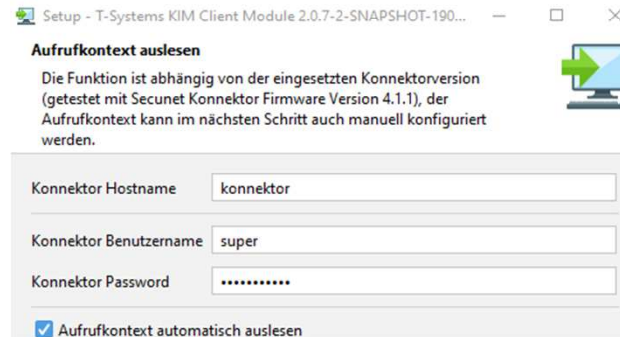 Setup - T-Systems KIM Client Module 2.0.7-2-SNAPSHOT-190...
Aufrufkontext auslesen
Die Funktion ist abhängig von der eingesetzten Konnektorversion
(getestet mit Secunet Konnektor Firmware Version 4.1.1), der
Aufrufkontext kann im nächsten Schritt auch manuell konfiguriert
werden.
Konnektor Hostname konnektor
Konnektor Benutzername super
Konnektor Password •••••••••••
Aufrufkontext automatisch auslesen